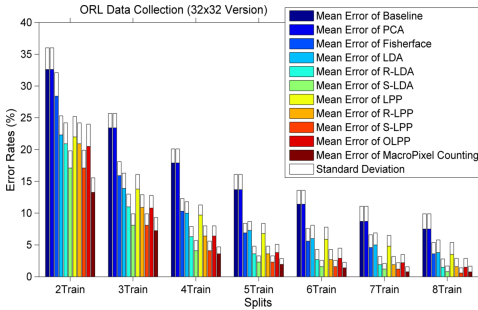 ORL Data Collection (32x32 Version)
Mean Error of Baseline
Mean Error of PCA
Mean Error of Fisherface
Mean Error of LDA
Mean Error of R-LDA
Mean Error of S-LDA
Mean Error of LPP
Mean Error of R-LPP
Mean Error of S-LPP
Mean Error of OLPP
Mean Error of MacroPixel Counting
Standard Deviation
Error Rates (%)
40
35
30
25
20
15
10
5
0
2Train 3Train 4Train 5Train 6Train 7Train 8Train
Splits